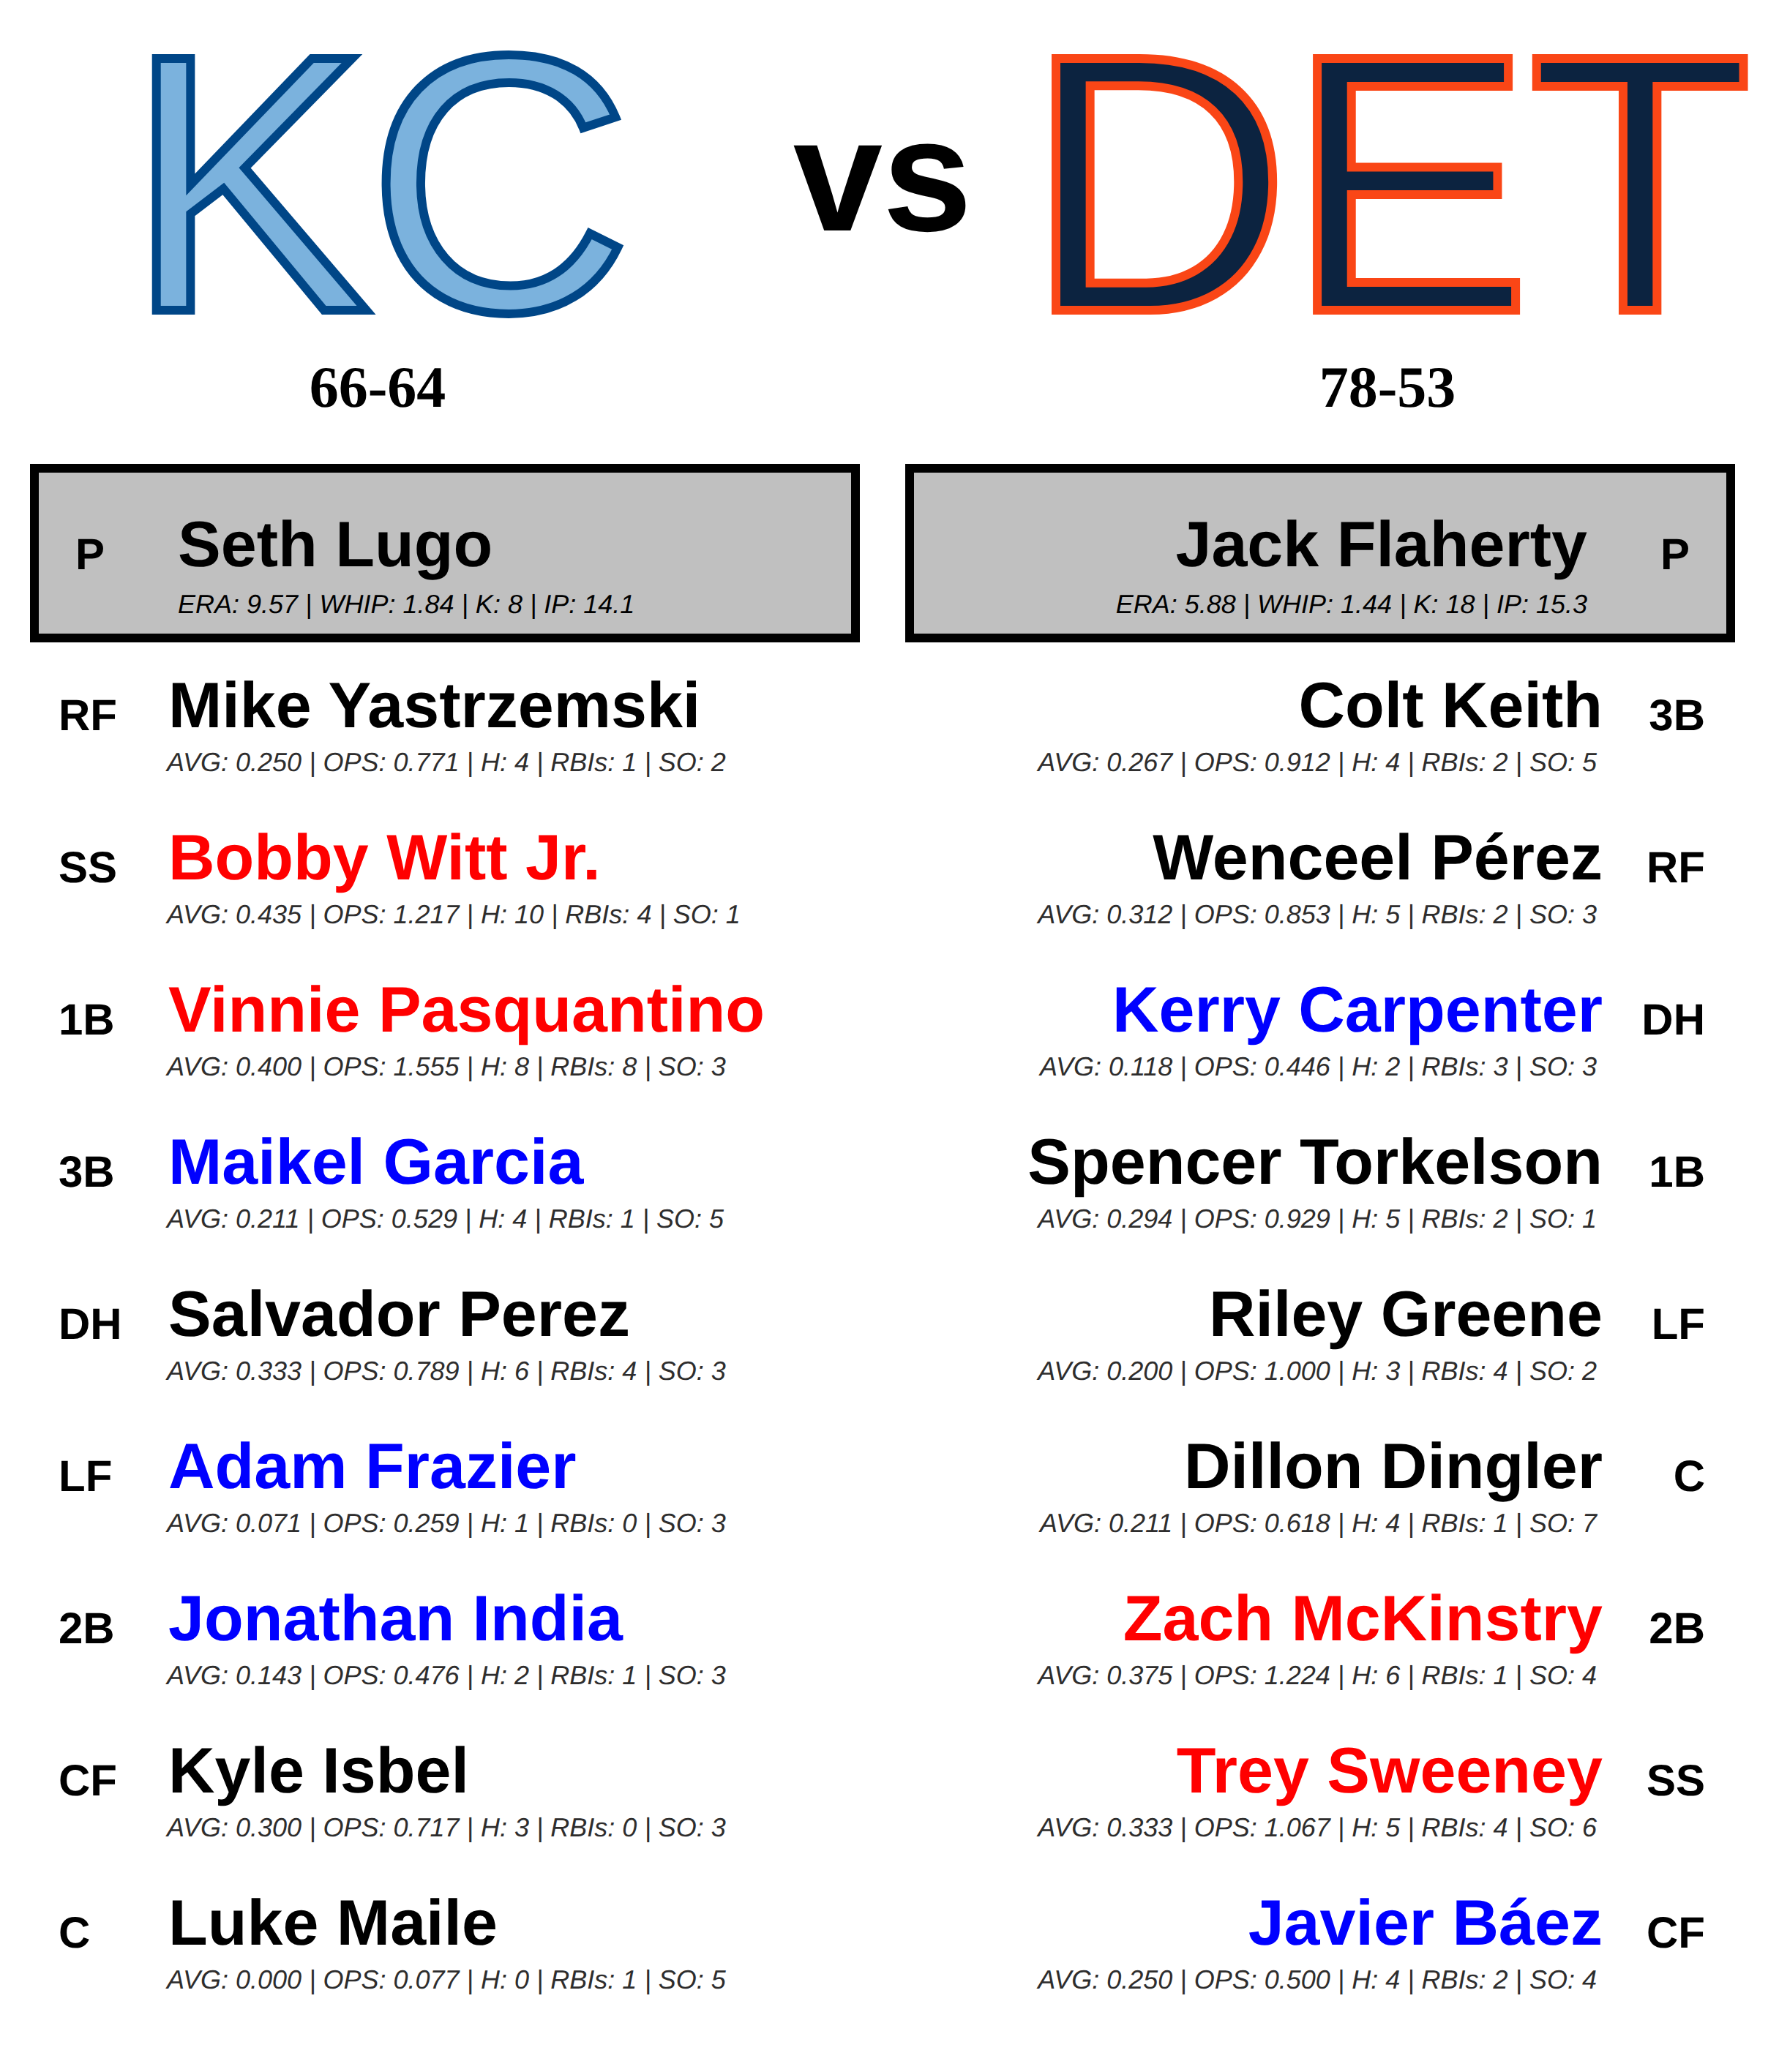 KC vs DET
66-64
78-53
P Seth Lugo
ERA: 9.57 | WHIP: 1.84 | K: 8 | IP: 14.1
Jack Flaherty P
ERA: 5.88 | WHIP: 1.44 | K: 18 | IP: 15.3
RF Mike Yastrzemski
AVG: 0.250 | OPS: 0.771 | H: 4 | RBIs: 1 | SO: 2
SS Bobby Witt Jr.
AVG: 0.435 | OPS: 1.217 | H: 10 | RBIs: 4 | SO: 1
1B Vinnie Pasquantino
AVG: 0.400 | OPS: 1.555 | H: 8 | RBIs: 8 | SO: 3
3B Maikel Garcia
AVG: 0.211 | OPS: 0.529 | H: 4 | RBIs: 1 | SO: 5
DH Salvador Perez
AVG: 0.333 | OPS: 0.789 | H: 6 | RBIs: 4 | SO: 3
LF Adam Frazier
AVG: 0.071 | OPS: 0.259 | H: 1 | RBIs: 0 | SO: 3
2B Jonathan India
AVG: 0.143 | OPS: 0.476 | H: 2 | RBIs: 1 | SO: 3
CF Kyle Isbel
AVG: 0.300 | OPS: 0.717 | H: 3 | RBIs: 0 | SO: 3
C Luke Maile
AVG: 0.000 | OPS: 0.077 | H: 0 | RBIs: 1 | SO: 5
Colt Keith 3B
AVG: 0.267 | OPS: 0.912 | H: 4 | RBIs: 2 | SO: 5
Wenceel Pérez RF
AVG: 0.312 | OPS: 0.853 | H: 5 | RBIs: 2 | SO: 3
Kerry Carpenter DH
AVG: 0.118 | OPS: 0.446 | H: 2 | RBIs: 3 | SO: 3
Spencer Torkelson 1B
AVG: 0.294 | OPS: 0.929 | H: 5 | RBIs: 2 | SO: 1
Riley Greene LF
AVG: 0.200 | OPS: 1.000 | H: 3 | RBIs: 4 | SO: 2
Dillon Dingler C
AVG: 0.211 | OPS: 0.618 | H: 4 | RBIs: 1 | SO: 7
Zach McKinstry 2B
AVG: 0.375 | OPS: 1.224 | H: 6 | RBIs: 1 | SO: 4
Trey Sweeney SS
AVG: 0.333 | OPS: 1.067 | H: 5 | RBIs: 4 | SO: 6
Javier Báez CF
AVG: 0.250 | OPS: 0.500 | H: 4 | RBIs: 2 | SO: 4